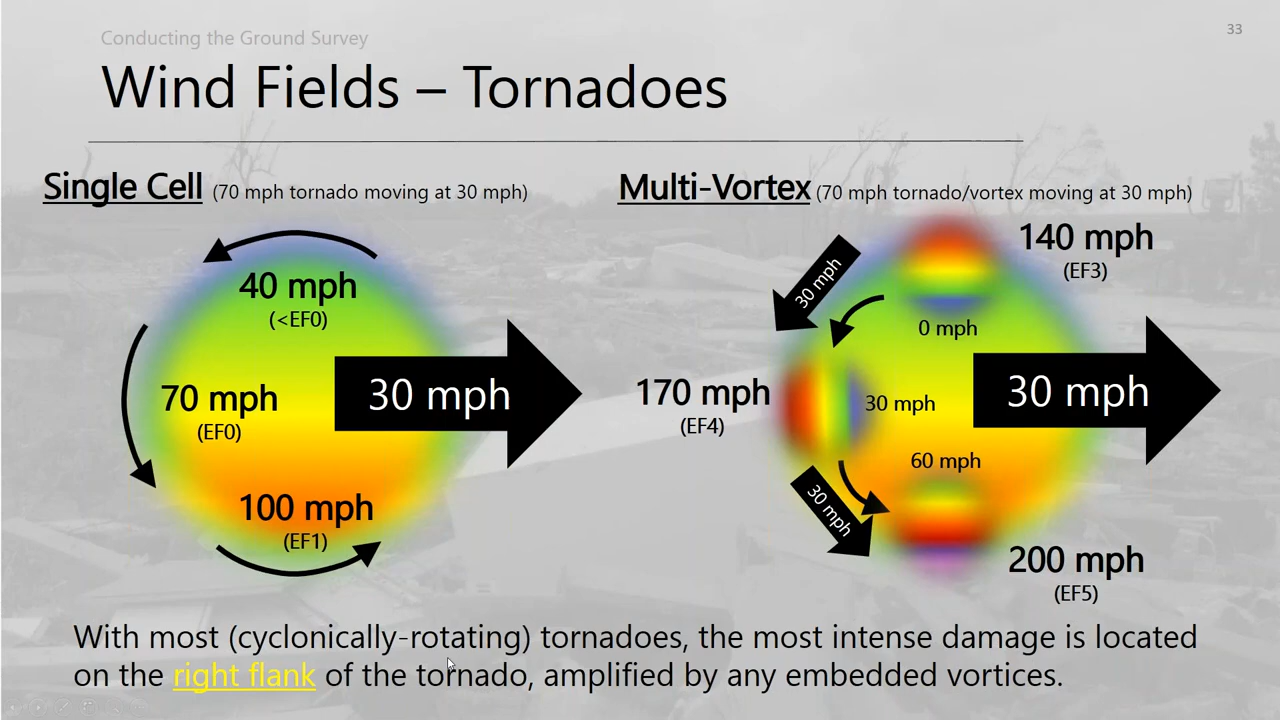 Conducting the Ground Survey
33
Wind Fields – Tornadoes
Single Cell (70 mph tornado moving at 30 mph)
40 mph
(<EF0)
70 mph
(EF0)
30 mph
100 mph
(EF1)
Multi-Vortex (70 mph tornado/vortex moving at 30 mph)
140 mph
(EF3)
30 mph
0 mph
170 mph
(EF4)
30 mph
30 mph
60 mph
30 mph
200 mph
(EF5)
With most (cyclonically-rotating) tornadoes, the most intense damage is located
on the right flank of the tornado, amplified by any embedded vortices.